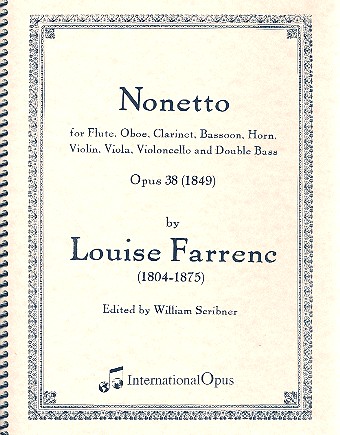 Nonetto
for Flute, Oboe, Clarinet, Bassoon, Horn,
Violin, Viola, Violoncello and Double Bass
Opus 38 (1849)
by
Louise Farrenc
(1804-1875)
Edited by William Scribner
InternationalOpus